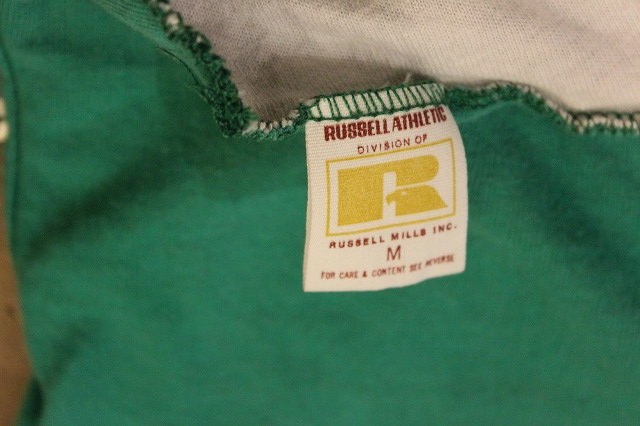 RUSSELL ATHLETIC
DIVISION OF
R
RUSSELL MILLS INC.
M
FOR CARE & CONTENT SEE REVERSE